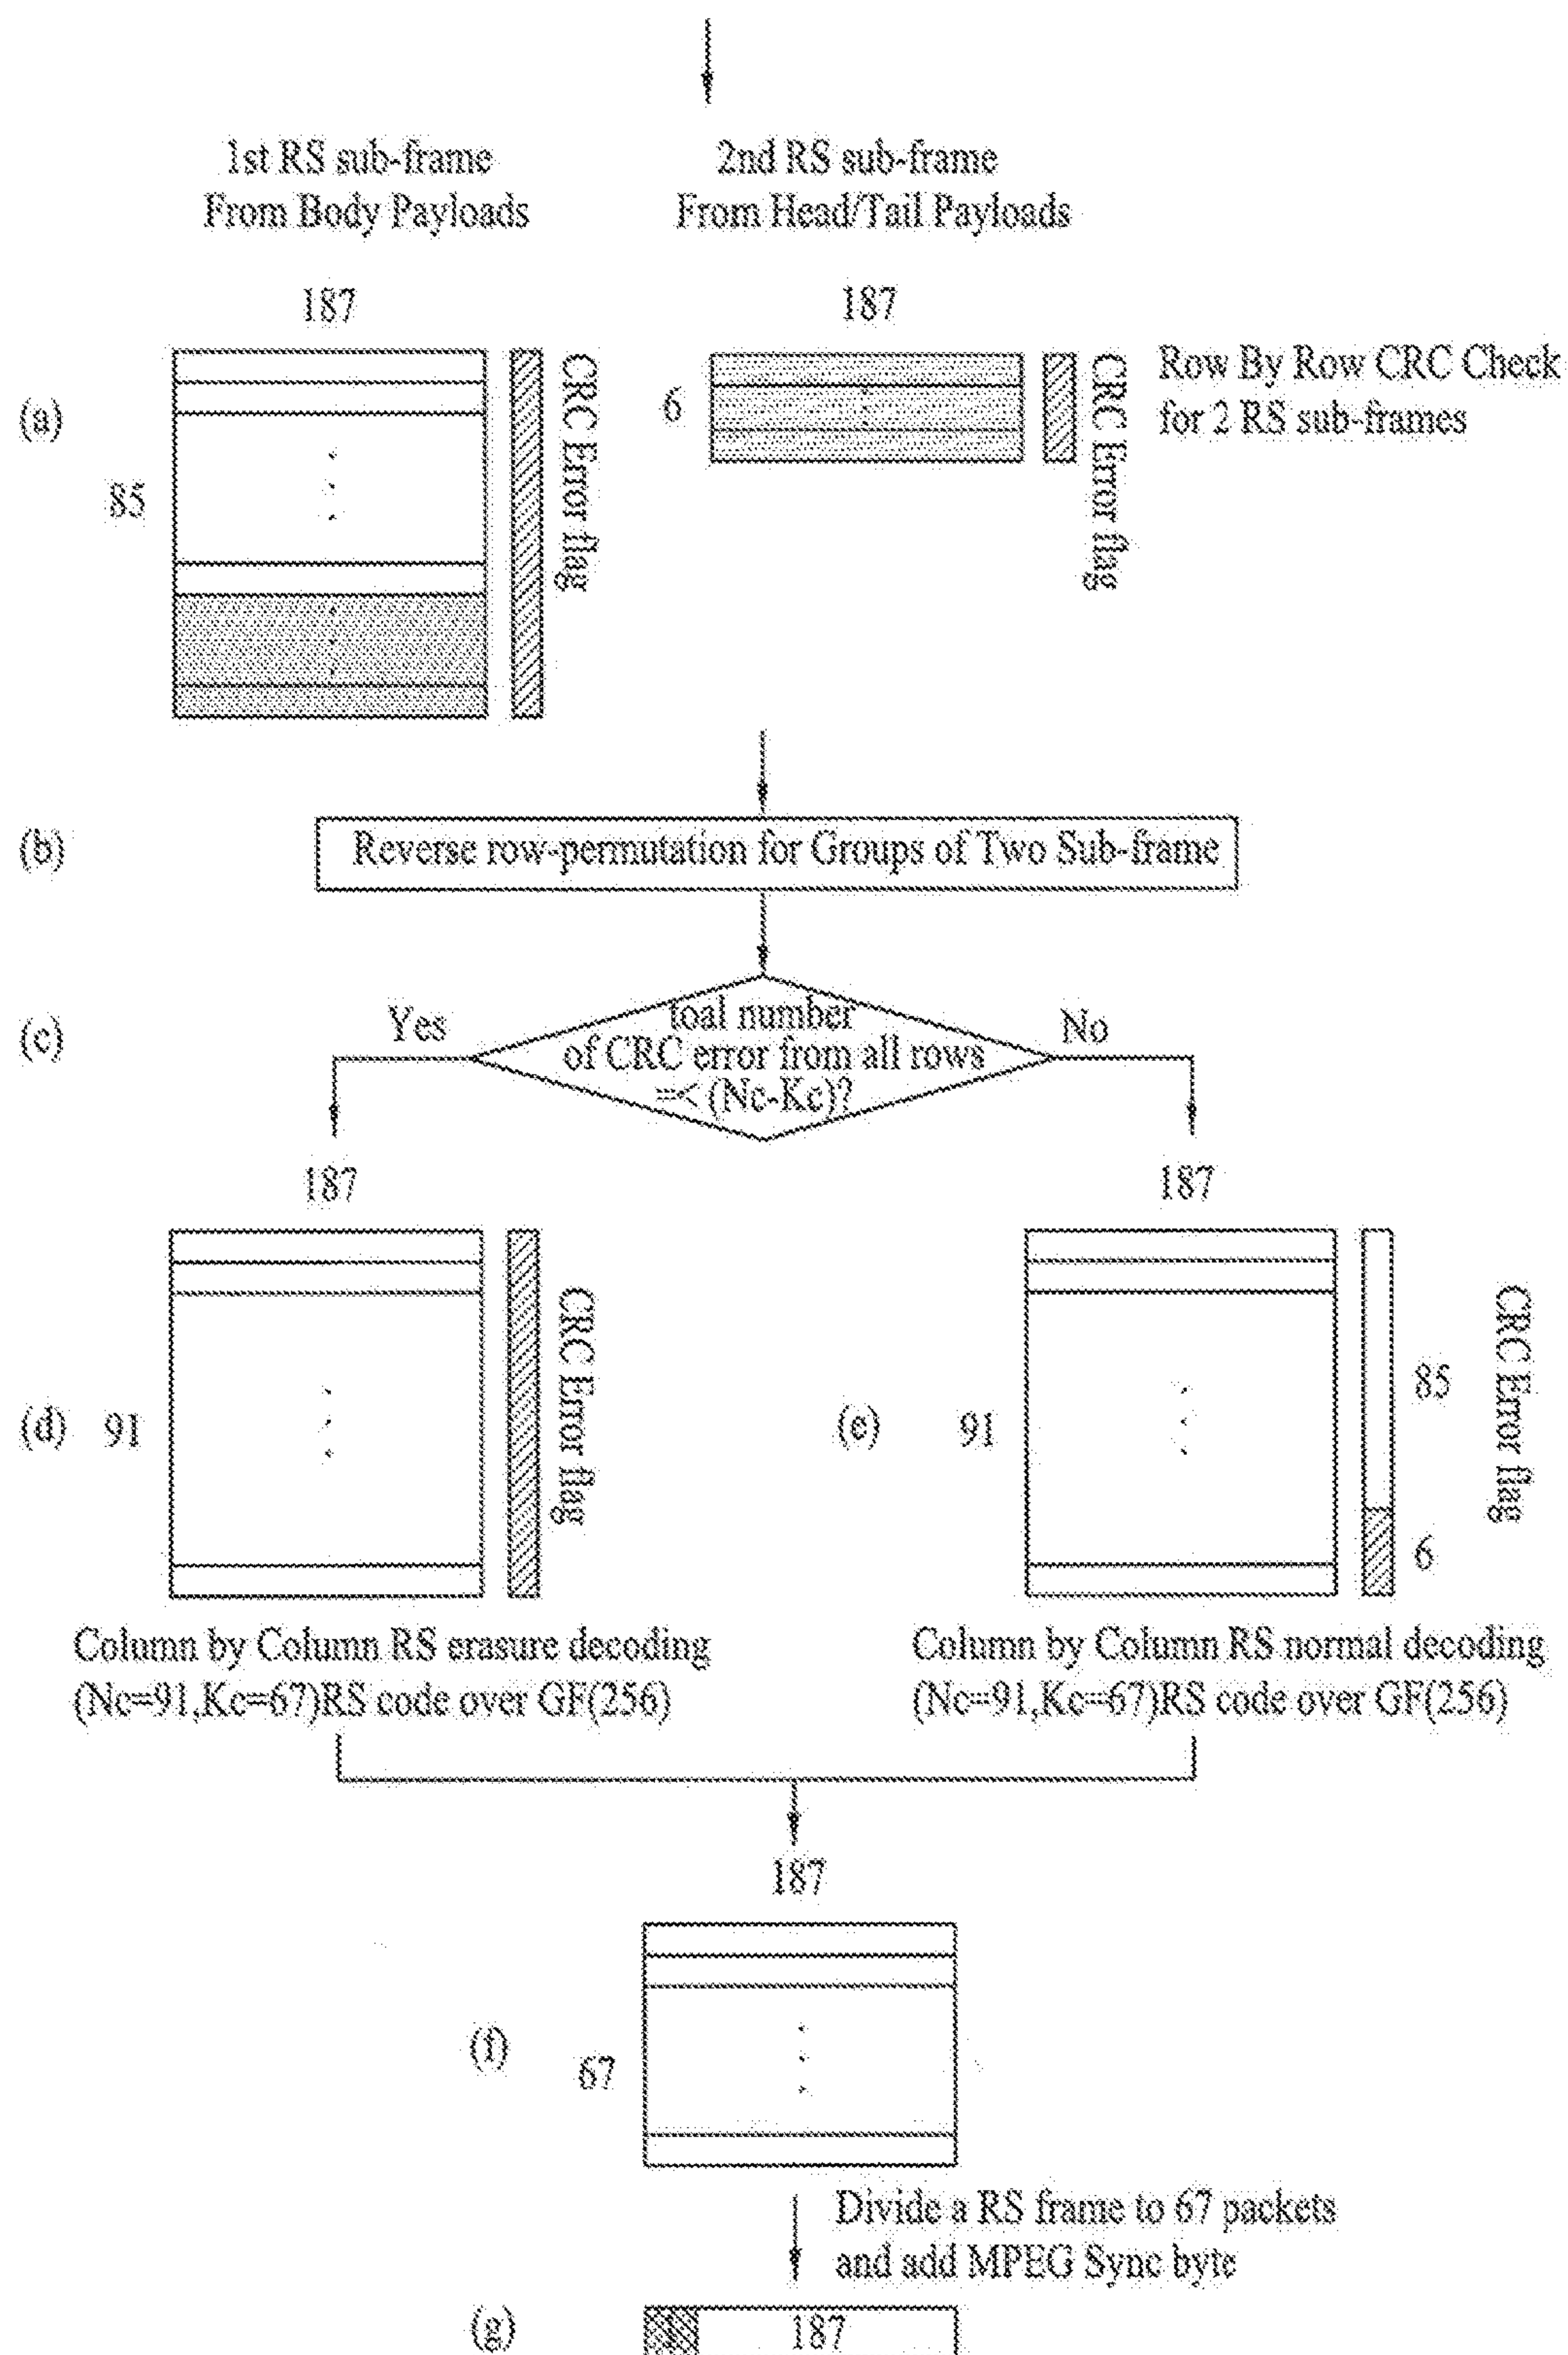 1st RS sub-frame
From Body Payloads
2nd RS sub-frame
From Head/Tail Payloads
187
187
(a)
85
CRC Error flag
6
CRC Error flag
Row By Row CRC Check
for 2 RS sub-frames
(b)
Reverse row-permutation for Groups of Two Sub-frame
(c)
Yes
toal number
of CRC error from all rows
=< (Nc-Kc)?
No
187
187
(d)
91
CRC Error flag
(e)
91
85
6
CRC Error flag
Column by Column RS erasure decoding
(Nc=91,Kc=67)RS code over GF(256)
Column by Column RS normal decoding
(Nc=91,Kc=67)RS code over GF(256)
187
(f)
67
Divide a RS frame to 67 packets
and add MPEG Sync byte
(g)
1
187